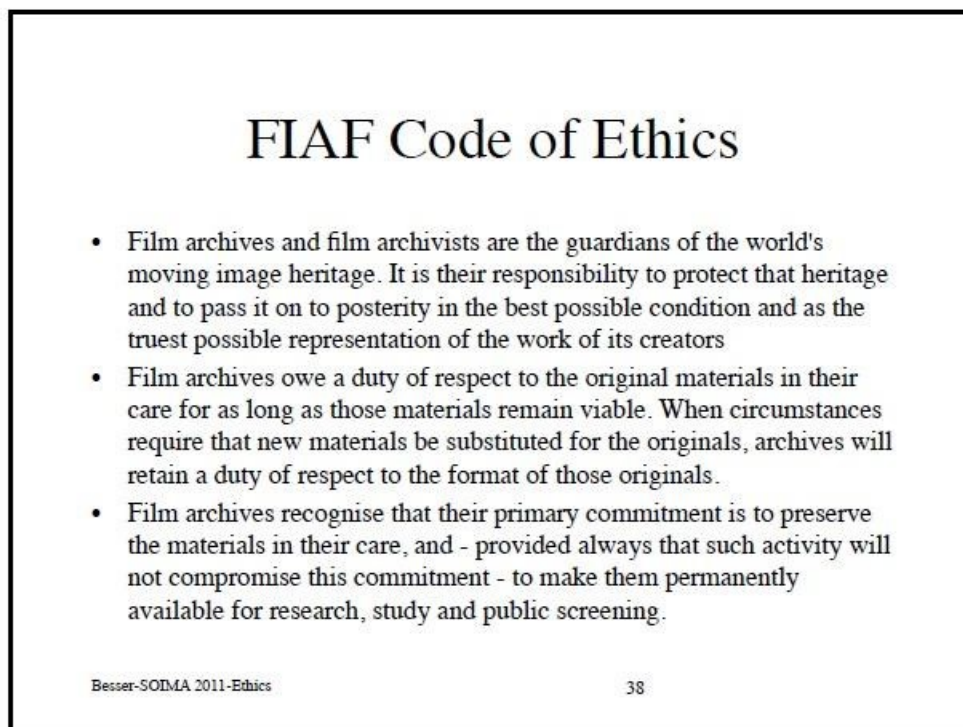 FIAF Code of Ethics
• Film archives and film archivists are the guardians of the world's
moving image heritage. It is their responsibility to protect that heritage
and to pass it on to posterity in the best possible condition and as the
truest possible representation of the work of its creators
• Film archives owe a duty of respect to the original materials in their
care for as long as those materials remain viable. When circumstances
require that new materials be substituted for the originals, archives will
retain a duty of respect to the format of those originals.
• Film archives recognise that their primary commitment is to preserve
the materials in their care, and - provided always that such activity will
not compromise this commitment - to make them permanently
available for research, study and public screening.
Besser-SOIMA 2011-Ethics
38